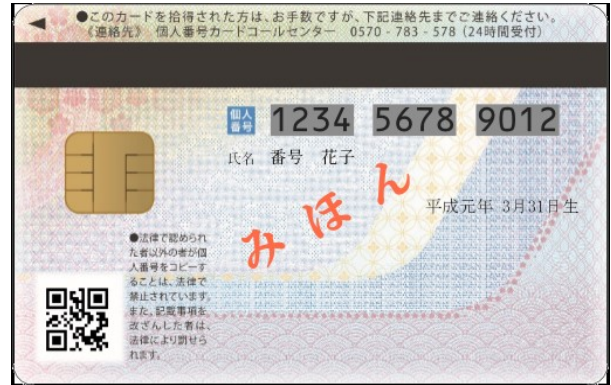 ●このカードを拾得された方は、お手数ですが、下記連絡先までご連絡ください。
《連絡先》 個人番号カードコールセンター 0570-783-578（24時間受付）
個人番号 1234 5678 9012
氏名 番号 花子
みほん
平成元年 3月31日生
●法律で認められ
た者以外の者が個
人番号をコピーす
ることは、法律で
禁止されています。
また、記載事項を
改ざんした者は、
法律により罰せら
れます。